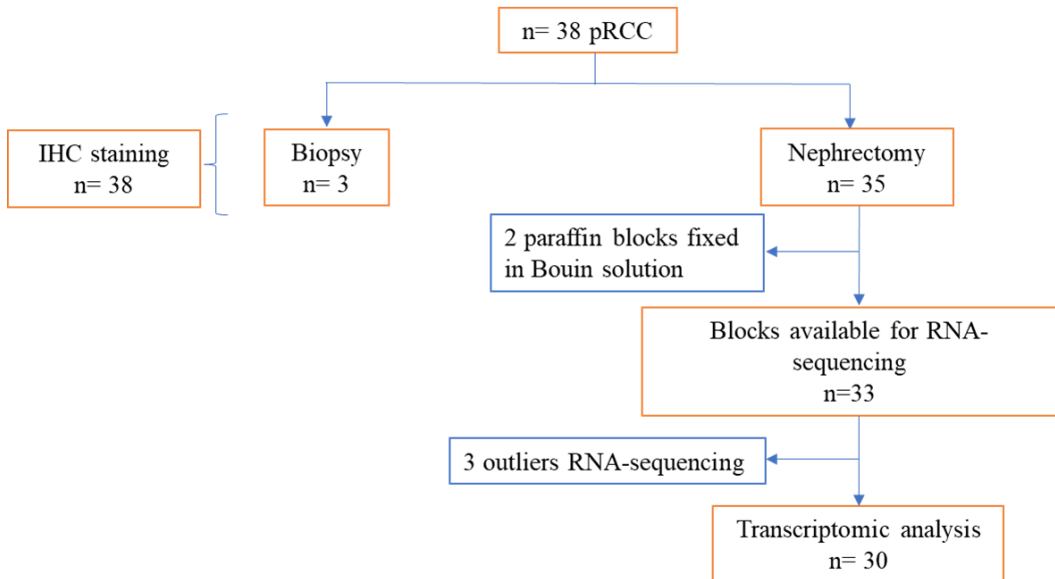 n= 38 pRCC
IHC staining
n= 38
Biopsy
n= 3
Nephrectomy
n= 35
2 paraffin blocks fixed
in Bouin solution
Blocks available for RNA-
sequencing
n=33
3 outliers RNA-sequencing
Transcriptomic analysis
n= 30